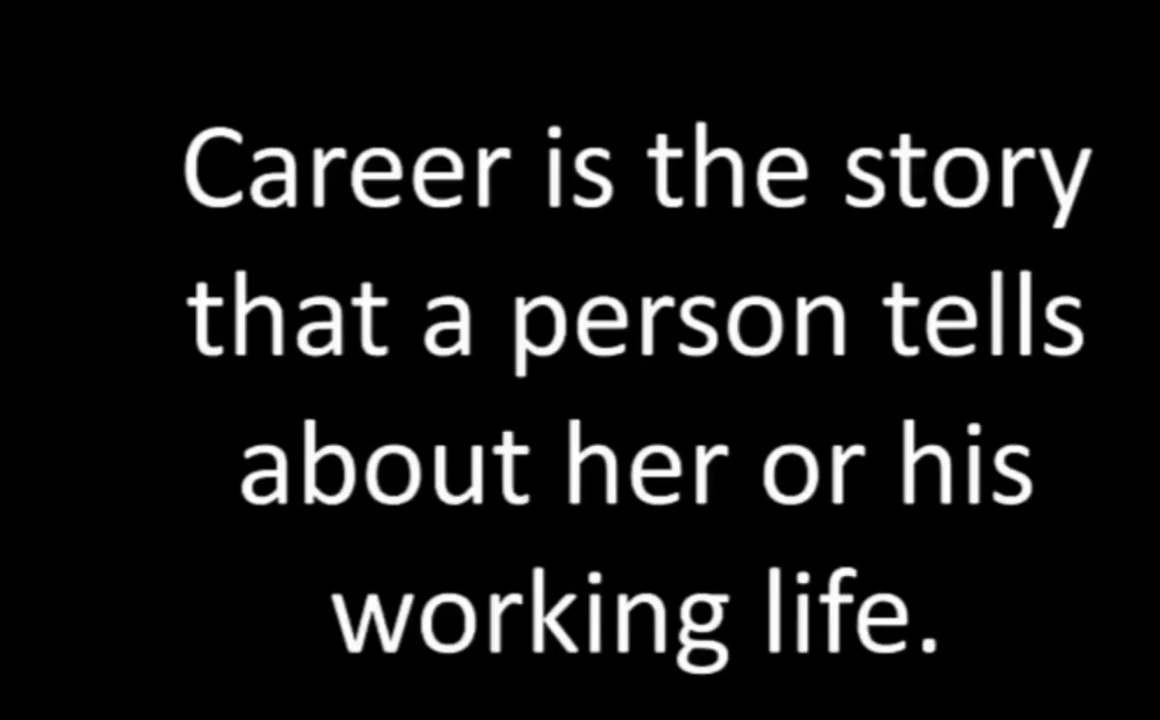 Career is the story
that a person tells
about her or his
working life.